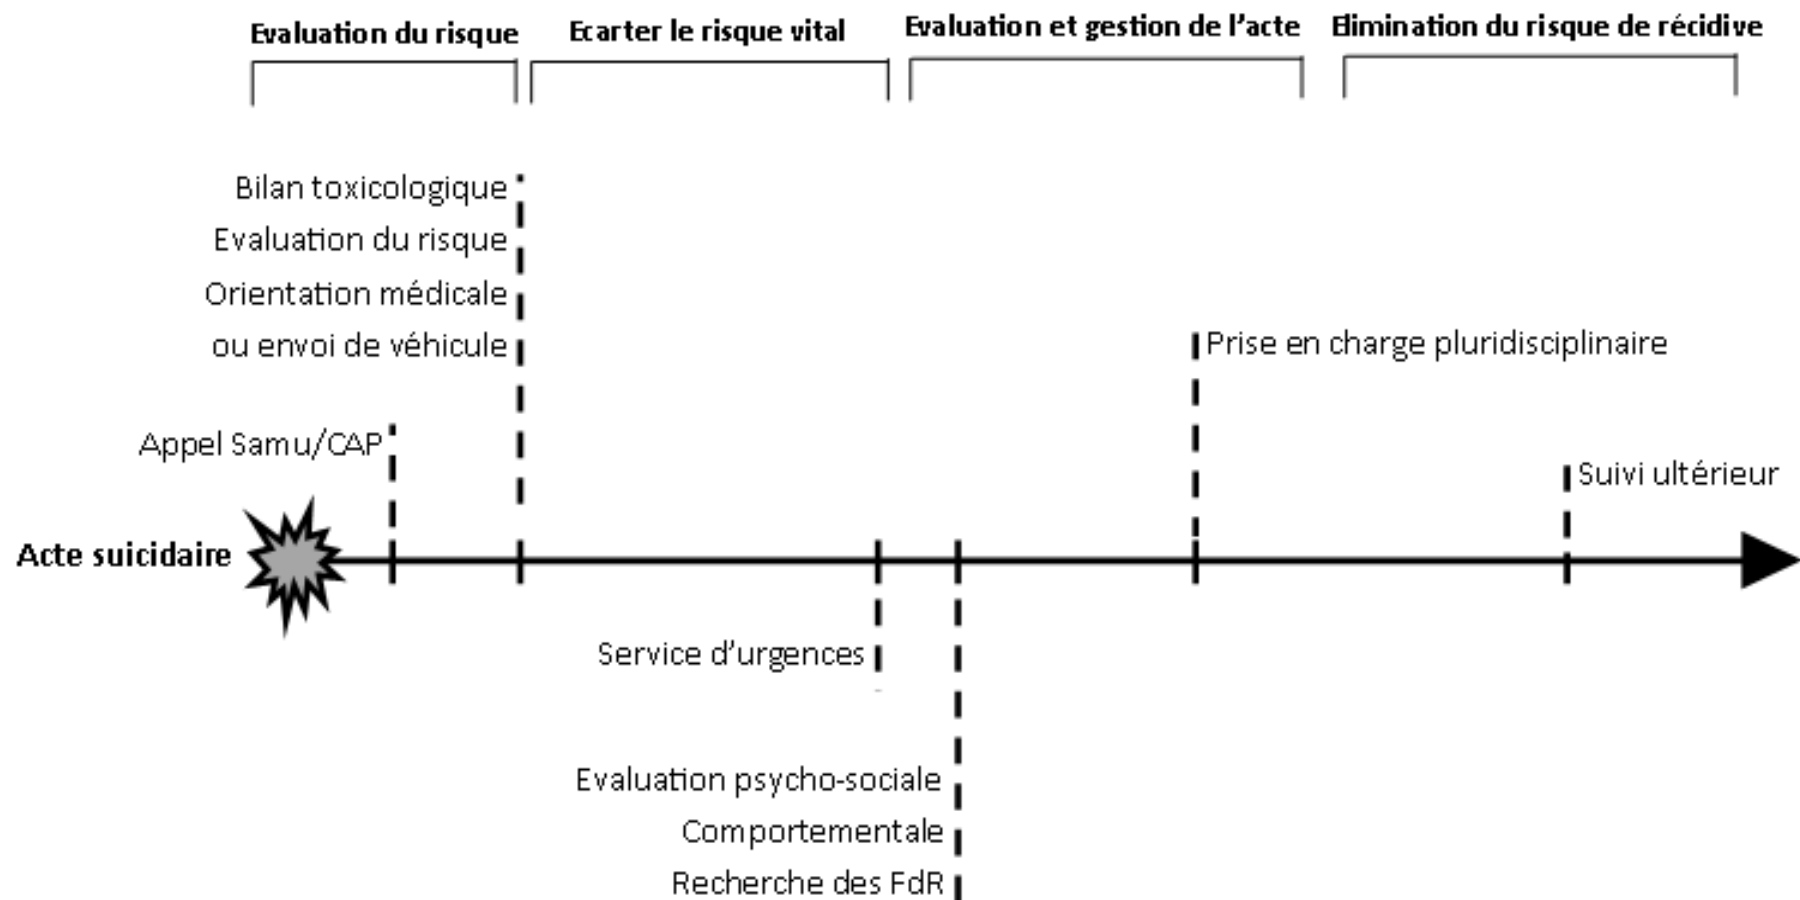 Evaluation du risque
Ecarter le risque vital
Evaluation et gestion de l'acte
Elimination du risque de récidive
Bilan toxicologique
Evaluation du risque
Orientation médicale
ou envoi de véhicule
Prise en charge pluridisciplinaire
Appel Samu/CAP
Suivi ultérieur
Acte suicidaire
Service d'urgences
Evaluation psycho-sociale
Comportementale
Recherche des FdR